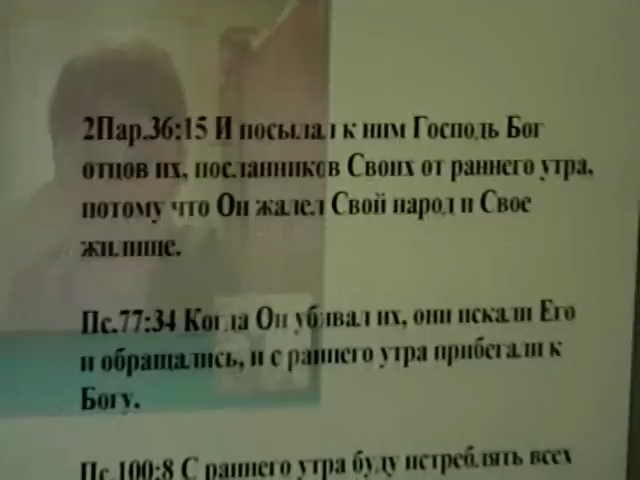 2Пар.36:15 И посылал к ним Господь Бог
отцов их, посланников Своих от раннего утра,
потому что Он жалел Свой народ и Свое
жилище.
Пс.77:34 Когда Он убивал их, они искали Его
и обращались, и с раннего утра прибегали к
Богу.
Пс.100:8 С раннего утра буду истреблять всех